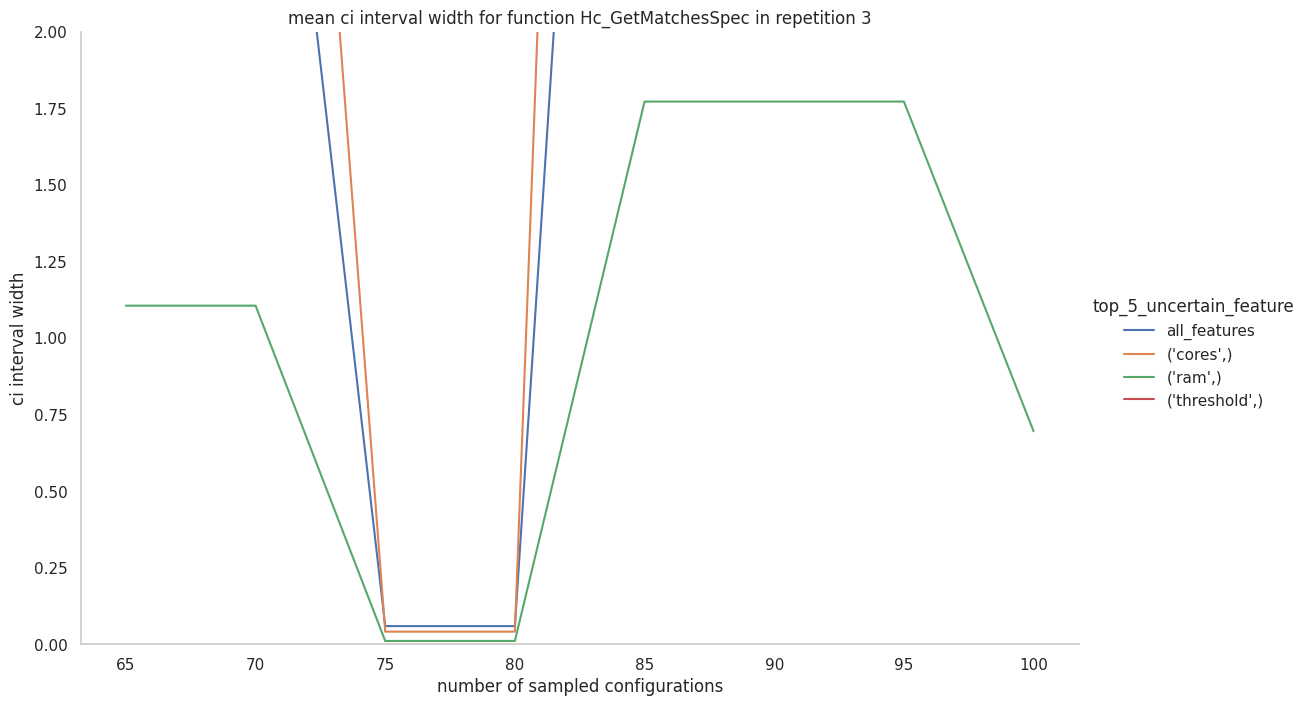 mean ci interval width for function Hc_GetMatchesSpec in repetition 3
2.00
1.75
1.50
1.25
1.00
0.75
0.50
0.25
0.00
ci interval width
65 70 75 80 85 90 95 100
number of sampled configurations
top_5_uncertain_feature
all_features
('cores',)
('ram',)
('threshold',)